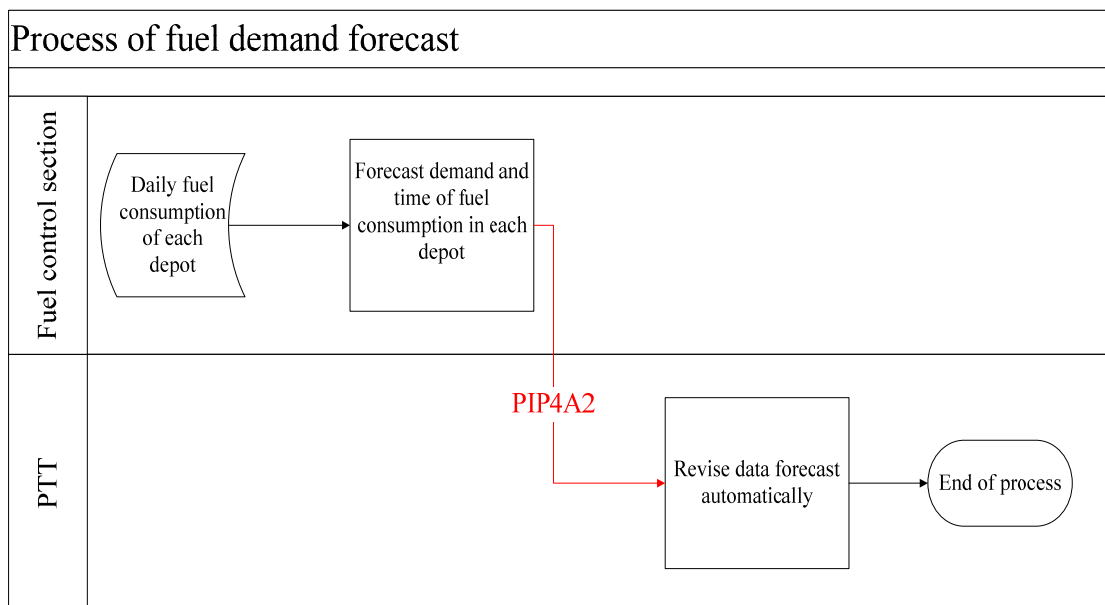 Process of fuel demand forecast
Fuel control section
Daily fuel
consumption
of each
depot
Forecast demand and
time of fuel
consumption in each
depot
PIP4A2
PTT
Revise data forecast
automatically
End of process